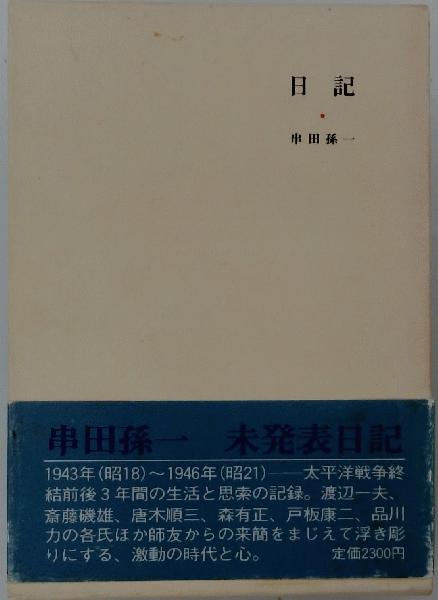 日記
串田孫一
串田孫一 未発表日記
1943年(昭18)～1946年(昭21)――太平洋戦争終
結前後3年間の生活と思索の記録。渡辺一夫、
斎藤磯雄、唐木順三、森有正、戸板康二、品川
力の各氏ほか師友からの来簡をまじえて浮き彫
りにする、激動の時代と心。 定価2300円